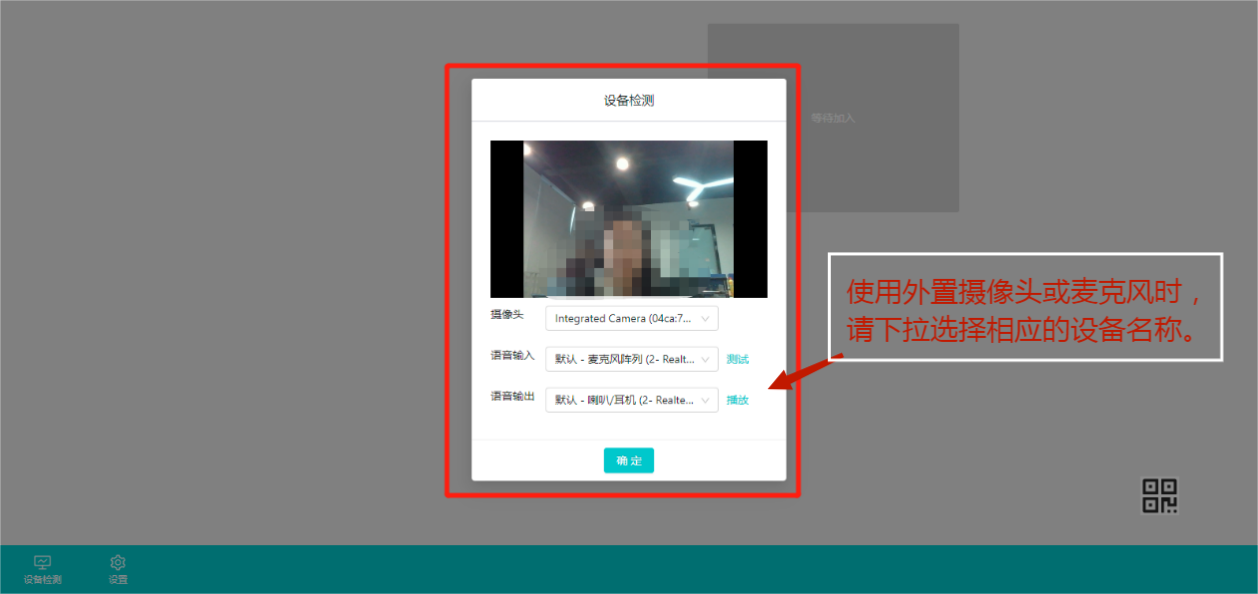 设备检测
等待加入
摄像头
Integrated Camera (04ca:7...
语音输入
默认 - 麦克风阵列 (2- Realt...
测试
语音输出
默认 - 喇叭/耳机 (2- Realte...
播放
确 定
使用外置摄像头或麦克风时，
请下拉选择相应的设备名称。
设备检测
设置